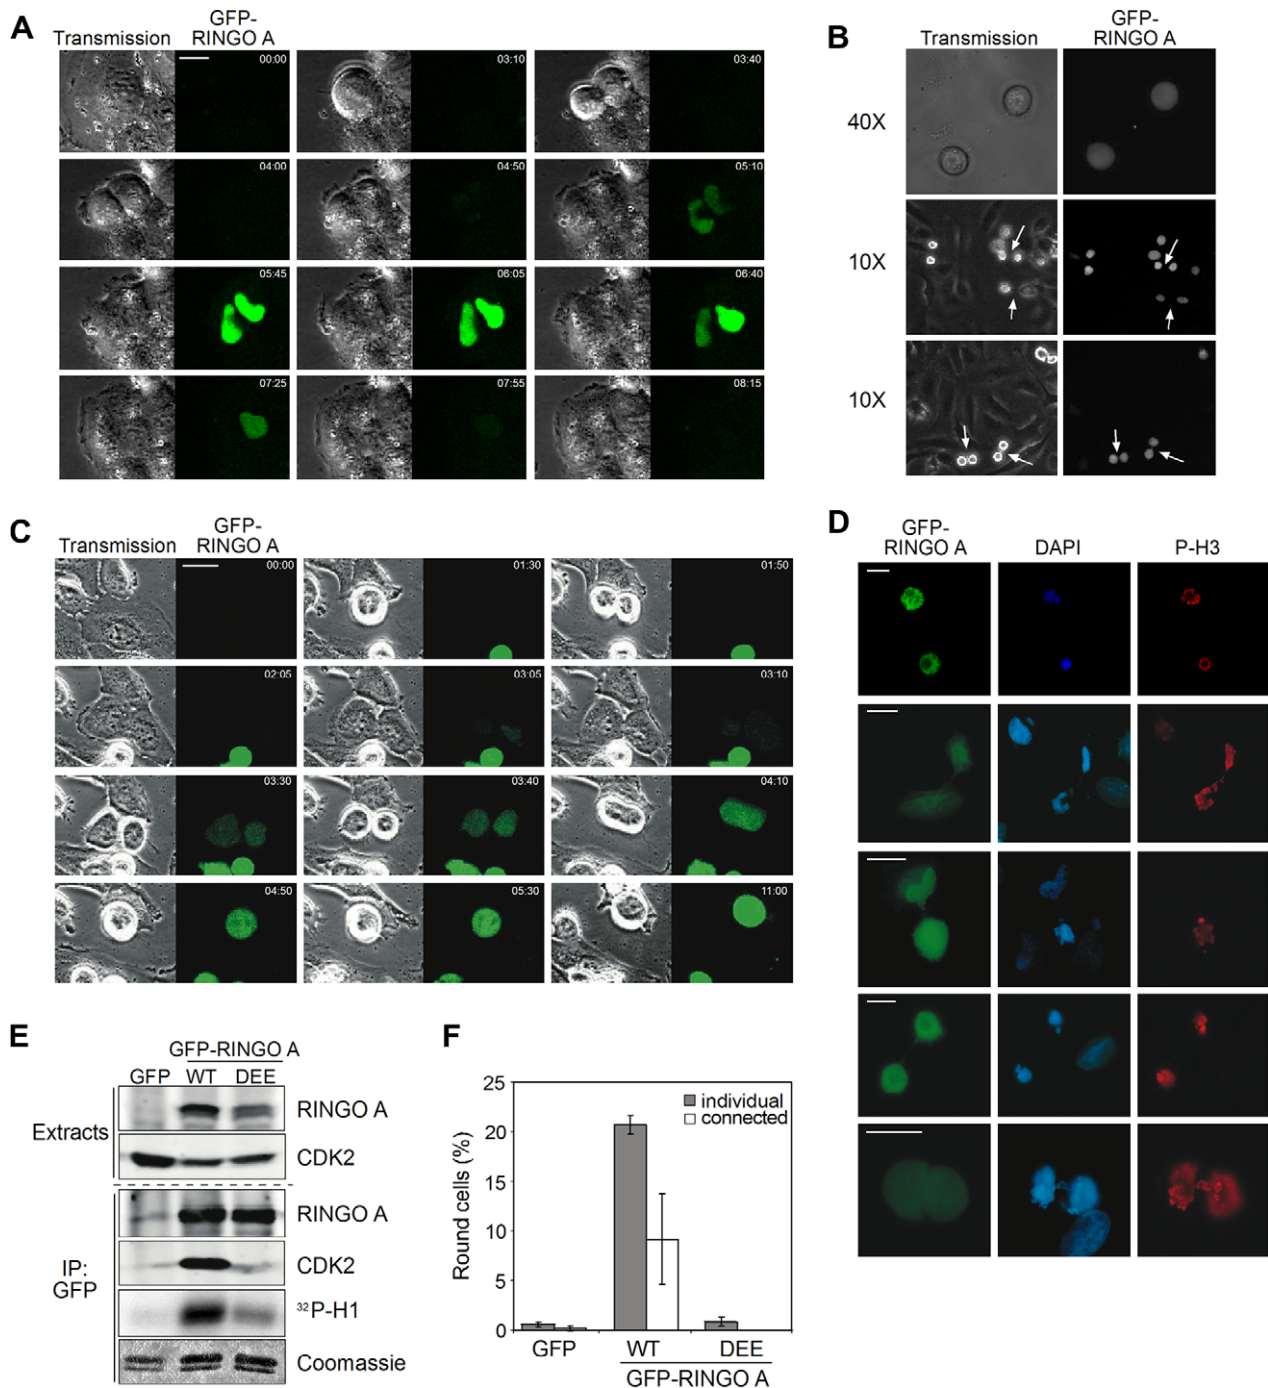 A
Transmission
GFP-
RINGO A
00:00
03:10
03:40
04:00
04:50
05:10
05:45
06:05
06:40
07:25
07:55
08:15
B
Transmission
GFP-
RINGO A
40X
10X
10X
C
Transmission
GFP-
RINGO A
00:00
01:30
01:50
02:05
03:05
03:10
03:30
03:40
04:10
04:50
05:30
11:00
D
GFP-
RINGO A
DAPI
P-H3
E
GFP-RINGO A
GFP WT DEE
Extracts
RINGO A
CDK2
IP:
GFP
RINGO A
CDK2
³²P-H1
Coomassie
F
Round cells (%)
25
20
15
10
5
0
individual
connected
GFP WT DEE
GFP-RINGO A